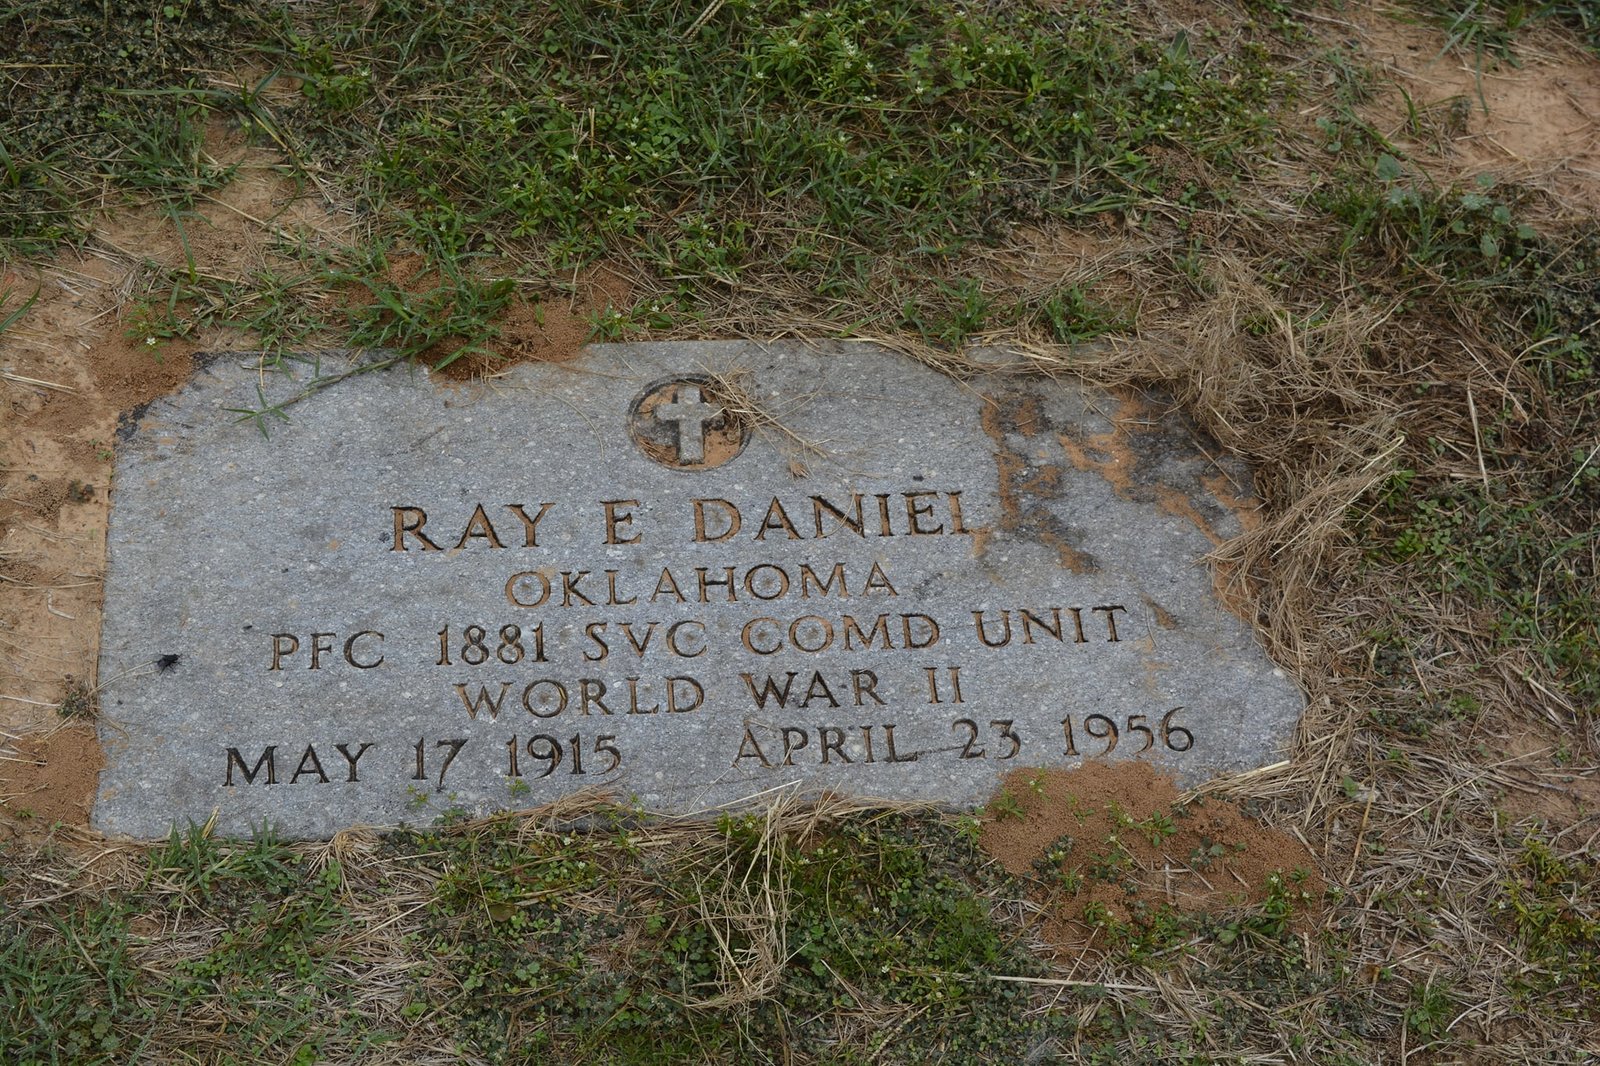 RAY E DANIEL
OKLAHOMA
PFC 1881 SVC COMD UNIT
WORLD WAR II
MAY 17 1915 APRIL 23 1956